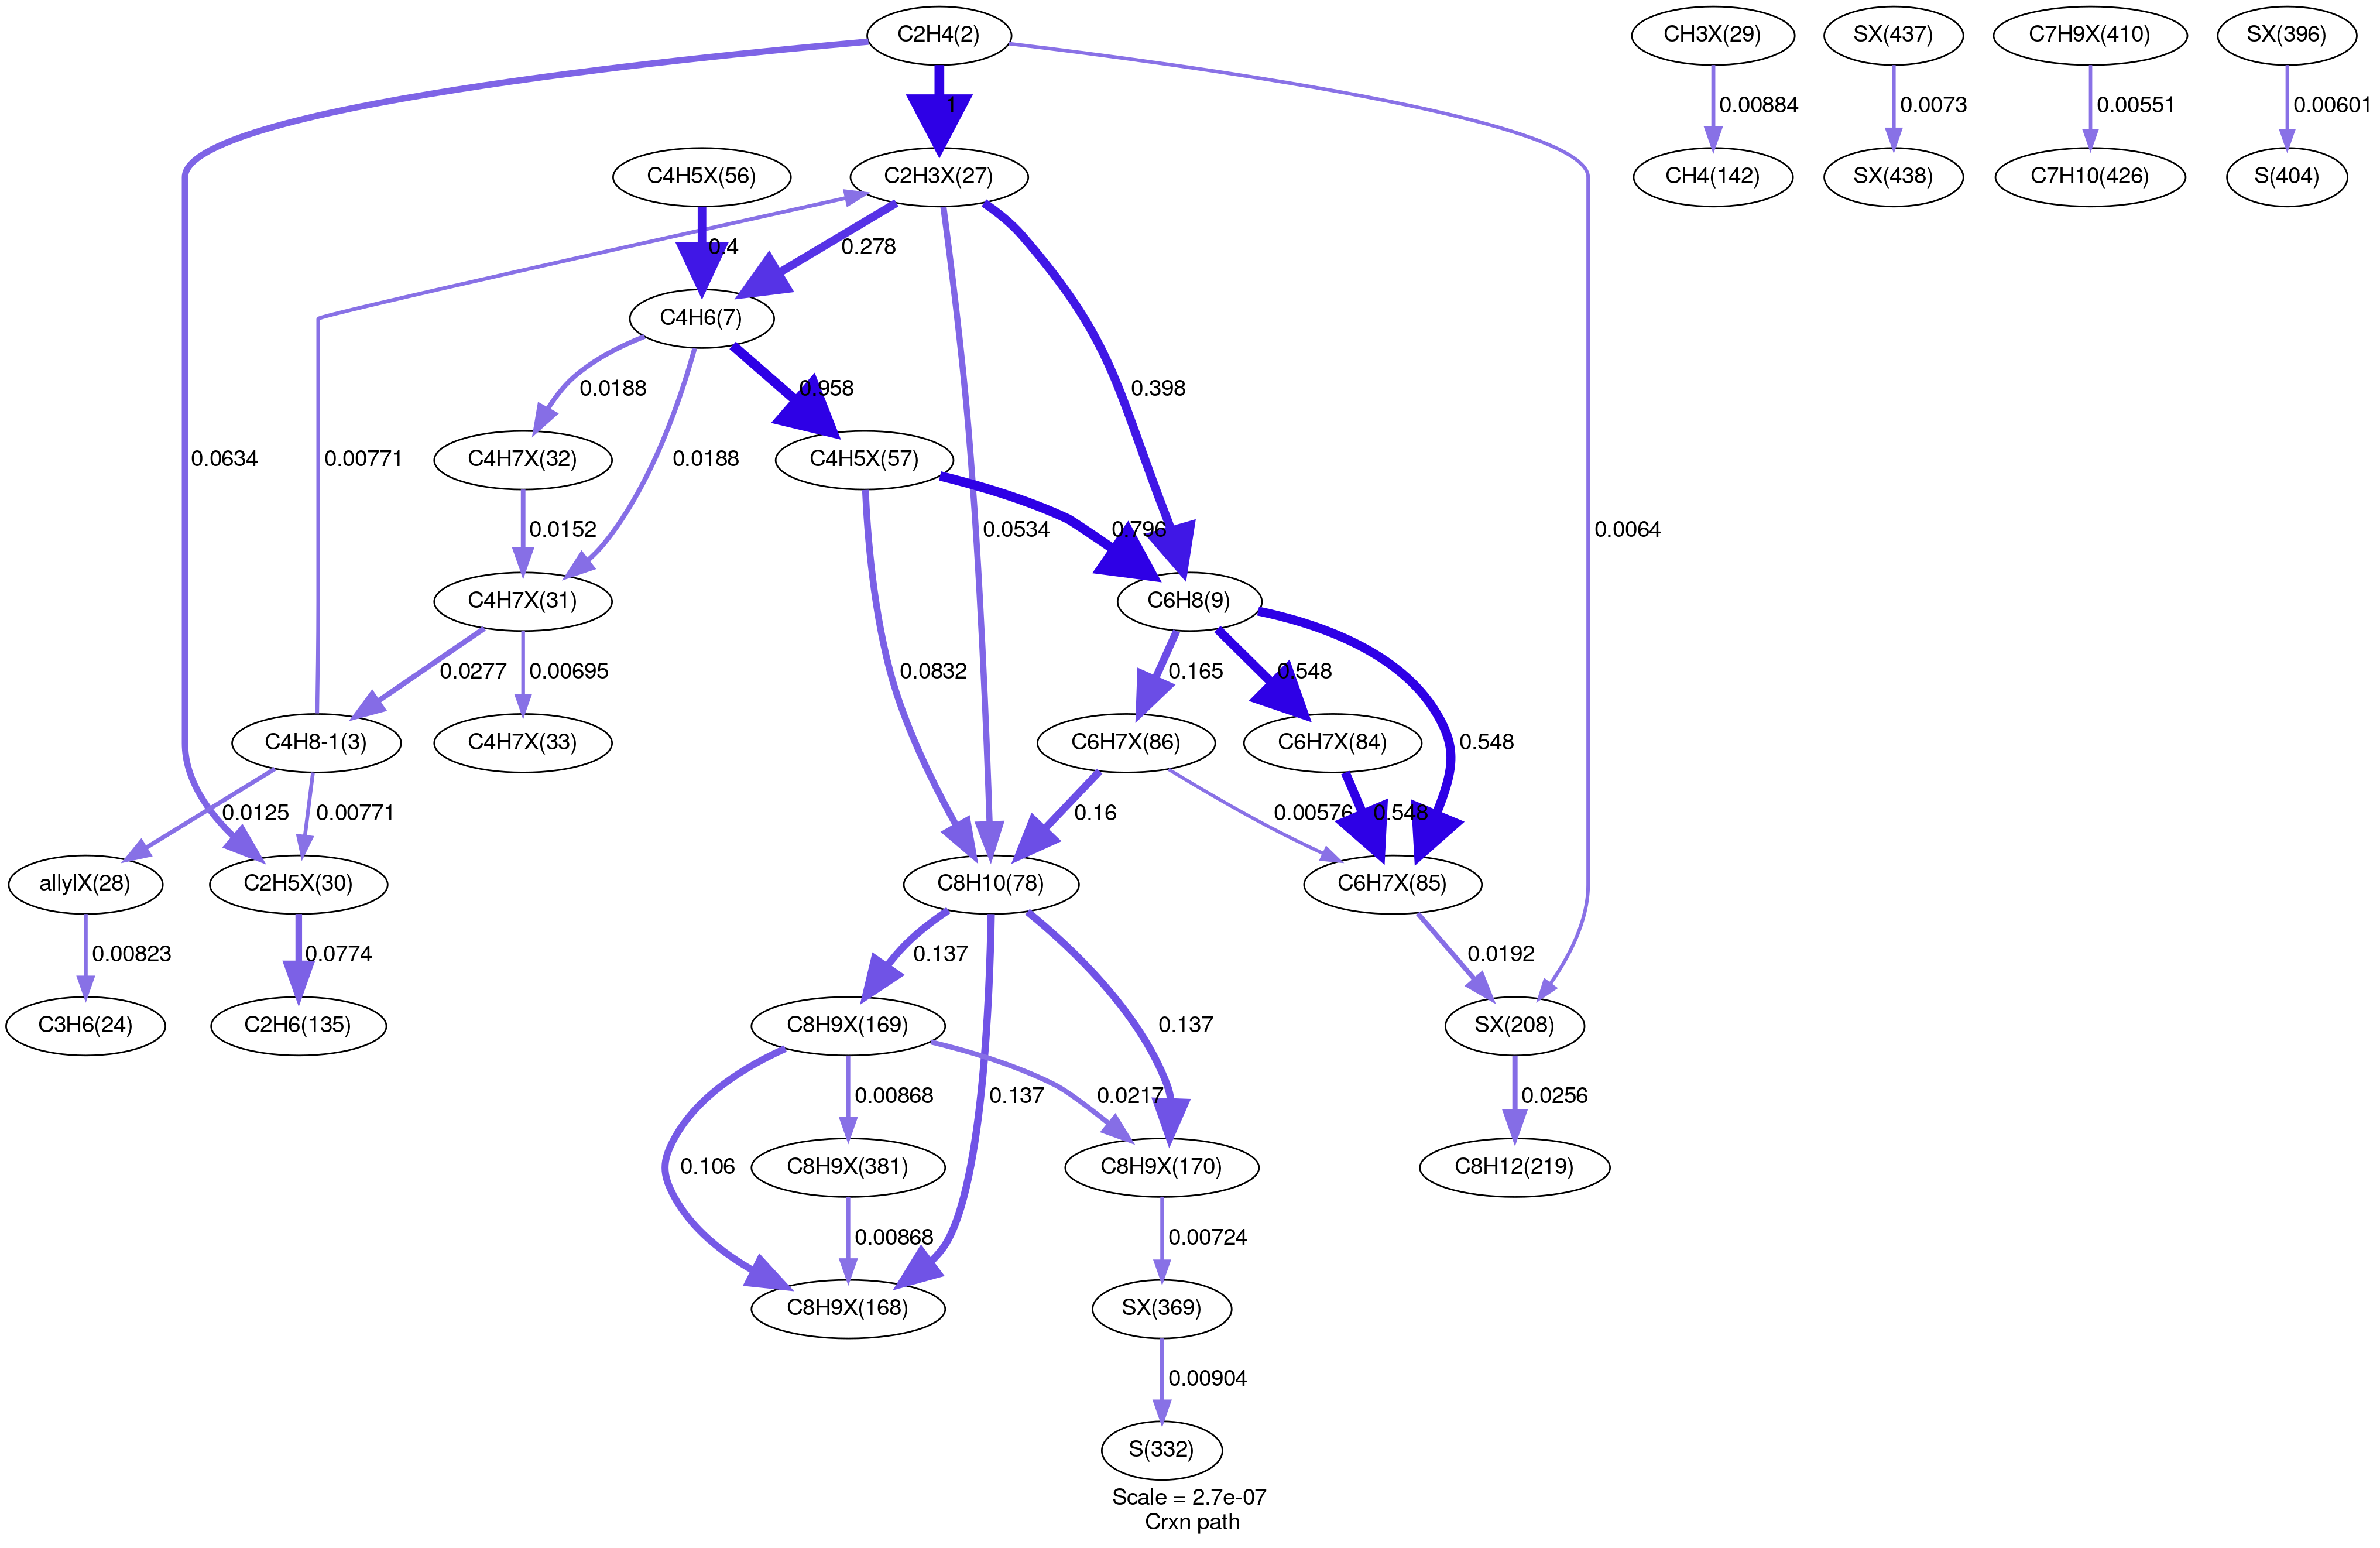 C2H4(2)
CH3X(29)
SX(437)
C7H9X(410)
SX(396)
1
0.00884
0.0073
0.00551
0.00601
C4H5X(56)
C2H3X(27)
CH4(142)
SX(438)
C7H10(426)
S(404)
0.4
0.278
C4H6(7)
0.0188
0.958
0.398
0.0634
0.00771
C4H7X(32)
0.0188
C4H5X(57)
0.0152
0.0534
0.796
0.0064
C4H7X(31)
C6H8(9)
0.0277
0.00695
0.0832
0.165
0.548
0.548
C4H8-1(3)
C4H7X(33)
C6H7X(86)
C6H7X(84)
0.0125
0.00771
0.16
0.00576
0.548
allylX(28)
C2H5X(30)
C8H10(78)
C6H7X(85)
0.00823
0.0774
0.137
0.137
0.0192
C3H6(24)
C2H6(135)
C8H9X(169)
SX(208)
0.00868
0.137
0.0217
0.0256
0.106
C8H9X(381)
C8H9X(170)
C8H12(219)
0.00868
0.00724
C8H9X(168)
SX(369)
0.00904
S(332)
Scale = 2.7e-07
Crxn path